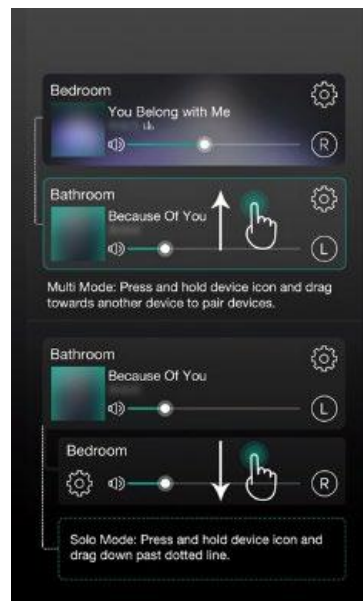 Bedroom
You Belong with Me
R
Bathroom
Because Of You
L
Multi Mode: Press and hold device icon and drag
towards another device to pair devices.
Bathroom
Because Of You
L
Bedroom
R
Solo Mode: Press and hold device icon and
drag down past dotted line.